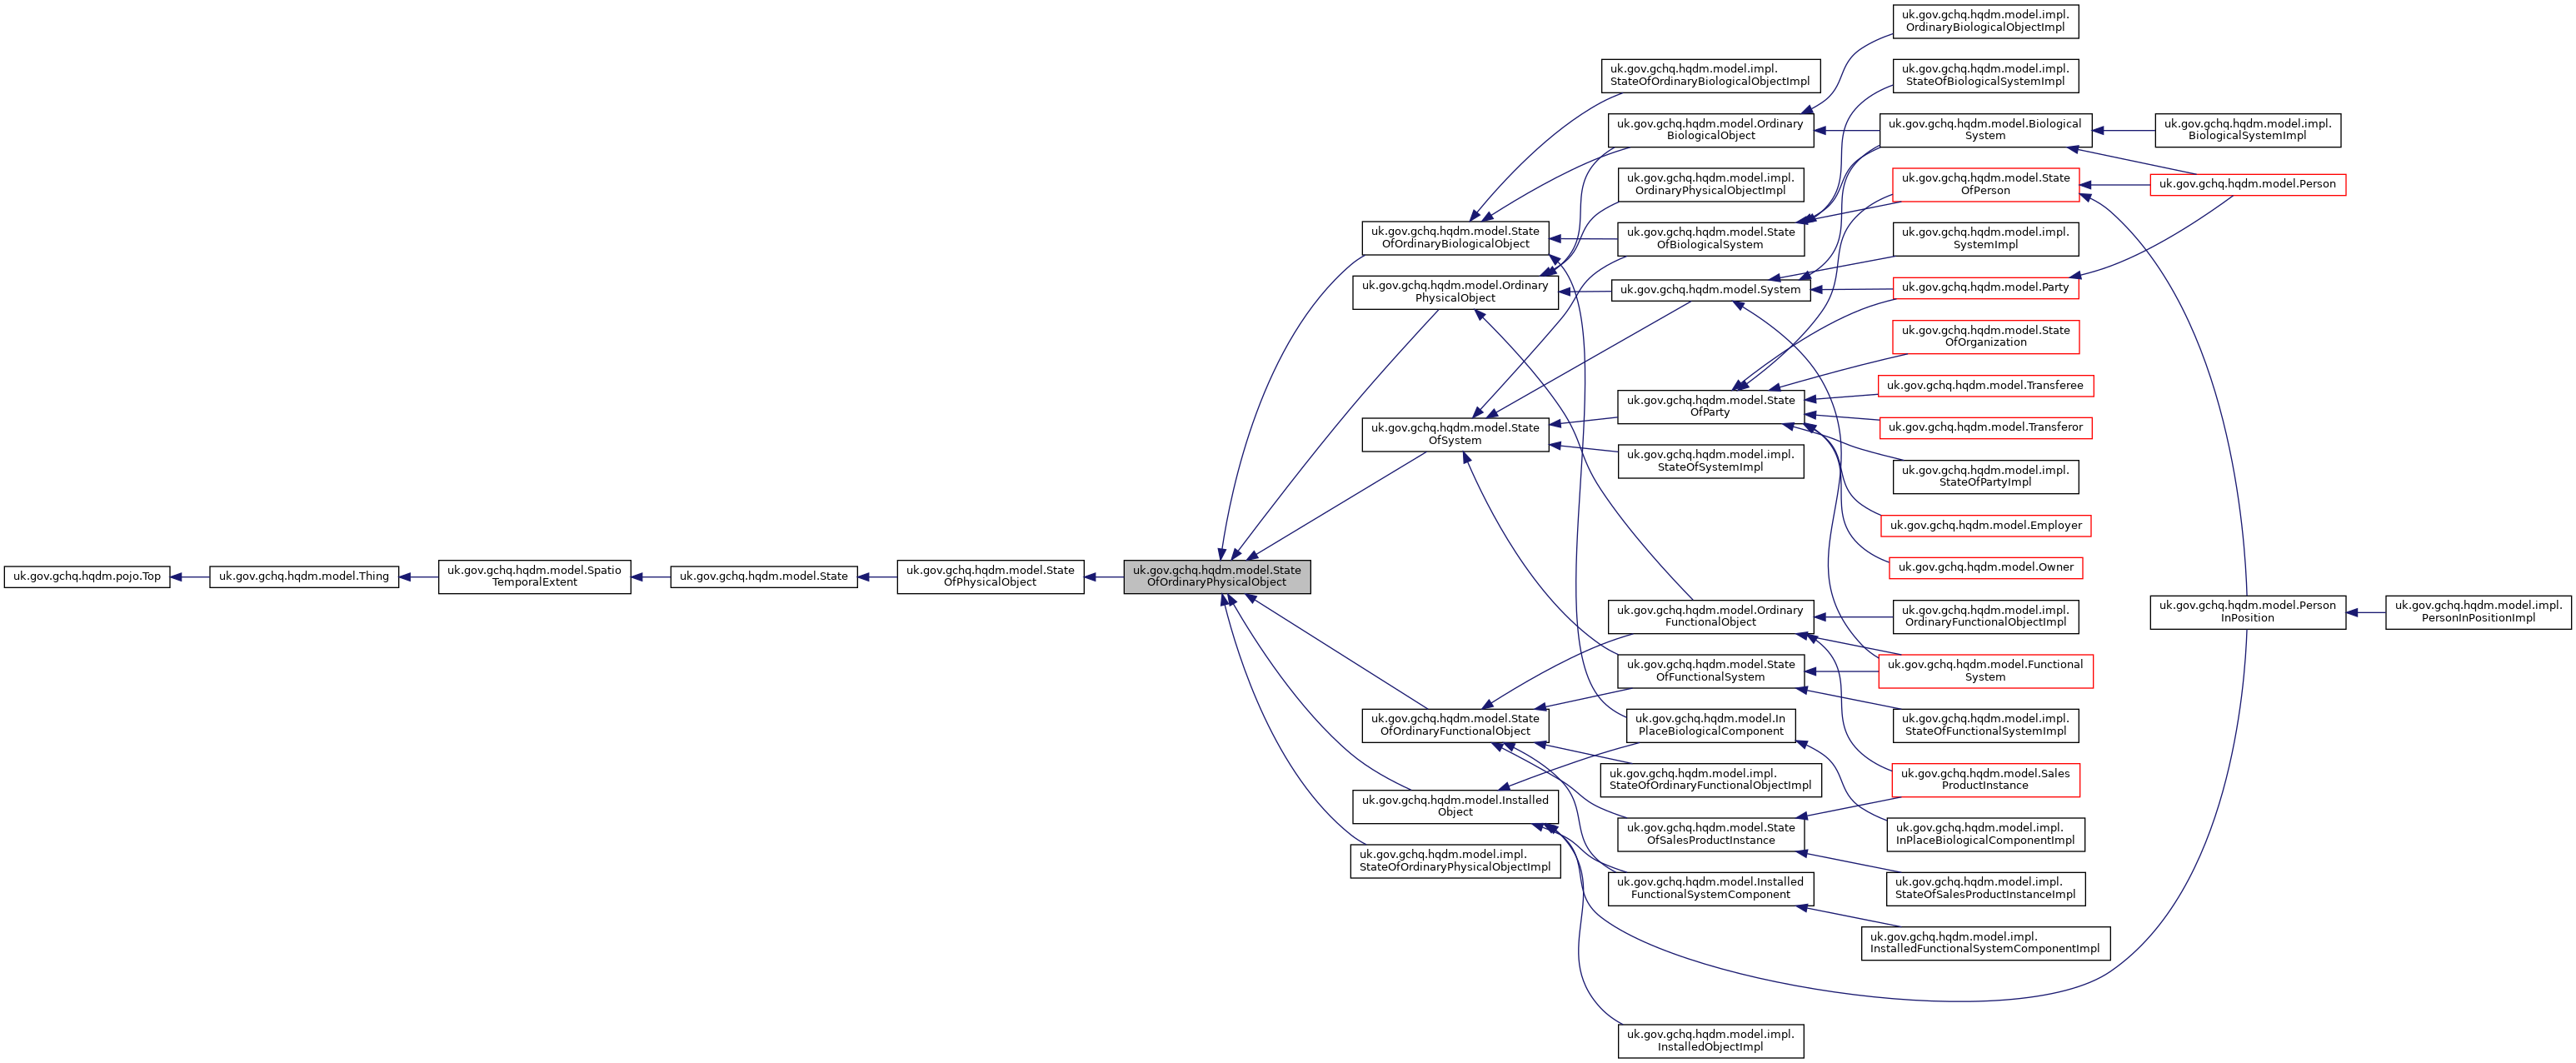 uk.gov.gchq.hqdm.pojo.Top
uk.gov.gchq.hqdm.model.Thing
uk.gov.gchq.hqdm.model.Spatio
TemporalExtent
uk.gov.gchq.hqdm.model.State
uk.gov.gchq.hqdm.model.State
OfPhysicalObject
uk.gov.gchq.hqdm.model.State
OfOrdinaryPhysicalObject
uk.gov.gchq.hqdm.model.State
OfOrdinaryBiologicalObject
uk.gov.gchq.hqdm.model.Ordinary
PhysicalObject
uk.gov.gchq.hqdm.model.State
OfSystem
uk.gov.gchq.hqdm.model.State
OfOrdinaryFunctionalObject
uk.gov.gchq.hqdm.model.Installed
Object
uk.gov.gchq.hqdm.model.impl.
StateOfOrdinaryPhysicalObjectImpl
uk.gov.gchq.hqdm.model.impl.
StateOfOrdinaryBiologicalObjectImpl
uk.gov.gchq.hqdm.model.Ordinary
BiologicalObject
uk.gov.gchq.hqdm.model.impl.
OrdinaryPhysicalObjectImpl
uk.gov.gchq.hqdm.model.State
OfBiologicalSystem
uk.gov.gchq.hqdm.model.System
uk.gov.gchq.hqdm.model.State
OfParty
uk.gov.gchq.hqdm.model.impl.
StateOfSystemImpl
uk.gov.gchq.hqdm.model.Ordinary
FunctionalObject
uk.gov.gchq.hqdm.model.State
OfFunctionalSystem
uk.gov.gchq.hqdm.model.In
PlaceBiologicalComponent
uk.gov.gchq.hqdm.model.impl.
StateOfOrdinaryFunctionalObjectImpl
uk.gov.gchq.hqdm.model.State
OfSalesProductInstance
uk.gov.gchq.hqdm.model.Installed
FunctionalSystemComponent
uk.gov.gchq.hqdm.model.impl.
InstalledObjectImpl
uk.gov.gchq.hqdm.model.impl.
OrdinaryBiologicalObjectImpl
uk.gov.gchq.hqdm.model.impl.
StateOfBiologicalSystemImpl
uk.gov.gchq.hqdm.model.Biological
System
uk.gov.gchq.hqdm.model.State
OfPerson
uk.gov.gchq.hqdm.model.impl.
SystemImpl
uk.gov.gchq.hqdm.model.Party
uk.gov.gchq.hqdm.model.State
OfOrganization
uk.gov.gchq.hqdm.model.Transferee
uk.gov.gchq.hqdm.model.Transferor
uk.gov.gchq.hqdm.model.impl.
StateOfPartyImpl
uk.gov.gchq.hqdm.model.Employer
uk.gov.gchq.hqdm.model.Owner
uk.gov.gchq.hqdm.model.impl.
OrdinaryFunctionalObjectImpl
uk.gov.gchq.hqdm.model.Functional
System
uk.gov.gchq.hqdm.model.impl.
StateOfFunctionalSystemImpl
uk.gov.gchq.hqdm.model.Sales
ProductInstance
uk.gov.gchq.hqdm.model.impl.
InPlaceBiologicalComponentImpl
uk.gov.gchq.hqdm.model.impl.
StateOfSalesProductInstanceImpl
uk.gov.gchq.hqdm.model.impl.
InstalledFunctionalSystemComponentImpl
uk.gov.gchq.hqdm.model.impl.
BiologicalSystemImpl
uk.gov.gchq.hqdm.model.Person
uk.gov.gchq.hqdm.model.Person
InPosition
uk.gov.gchq.hqdm.model.impl.
PersonInPositionImpl